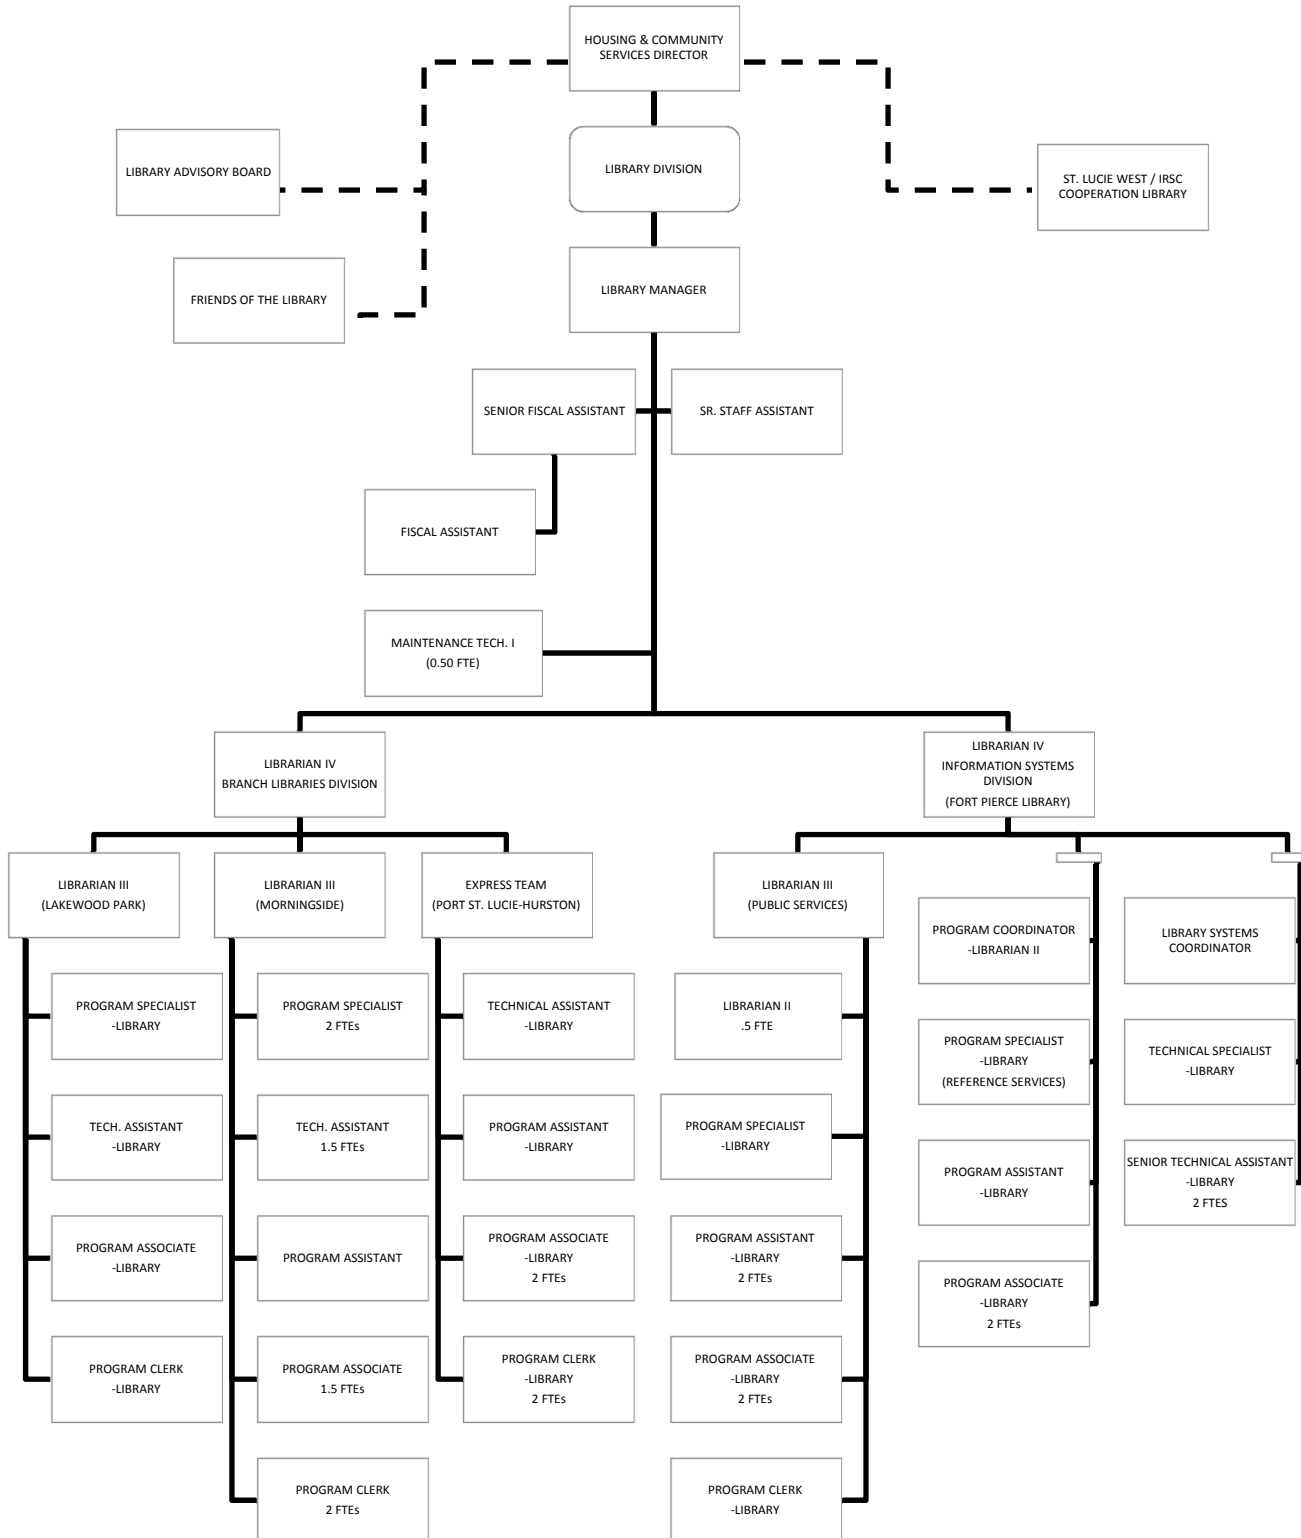 HOUSING & COMMUNITY
SERVICES DIRECTOR
LIBRARY ADVISORY BOARD
LIBRARY DIVISION
ST. LUCIE WEST / IRSC
COOPERATION LIBRARY
FRIENDS OF THE LIBRARY
LIBRARY MANAGER
SENIOR FISCAL ASSISTANT
SR. STAFF ASSISTANT
FISCAL ASSISTANT
MAINTENANCE TECH. I
(0.50 FTE)
LIBRARIAN IV
BRANCH LIBRARIES DIVISION
LIBRARIAN IV
INFORMATION SYSTEMS
DIVISION
(FORT PIERCE LIBRARY)
LIBRARIAN III
(LAKEWOOD PARK)
PROGRAM SPECIALIST
-LIBRARY
TECH. ASSISTANT
-LIBRARY
PROGRAM ASSOCIATE
-LIBRARY
PROGRAM CLERK
-LIBRARY
LIBRARIAN III
(MORNINGSIDE)
PROGRAM SPECIALIST
2 FTEs
TECH. ASSISTANT
1.5 FTEs
PROGRAM ASSISTANT
PROGRAM ASSOCIATE
1.5 FTEs
PROGRAM CLERK
2 FTEs
EXPRESS TEAM
(PORT ST. LUCIE-HURSTON)
TECHNICAL ASSISTANT
-LIBRARY
PROGRAM ASSISTANT
-LIBRARY
PROGRAM ASSOCIATE
-LIBRARY
2 FTEs
PROGRAM CLERK
-LIBRARY
2 FTEs
LIBRARIAN III
(PUBLIC SERVICES)
LIBRARIAN II
.5 FTE
PROGRAM SPECIALIST
-LIBRARY
PROGRAM ASSISTANT
-LIBRARY
2 FTEs
PROGRAM ASSOCIATE
-LIBRARY
2 FTEs
PROGRAM CLERK
-LIBRARY
PROGRAM COORDINATOR
-LIBRARIAN II
PROGRAM SPECIALIST
-LIBRARY
(REFERENCE SERVICES)
PROGRAM ASSISTANT
-LIBRARY
PROGRAM ASSOCIATE
-LIBRARY
2 FTEs
LIBRARY SYSTEMS
COORDINATOR
TECHNICAL SPECIALIST
-LIBRARY
SENIOR TECHNICAL ASSISTANT
-LIBRARY
2 FTES